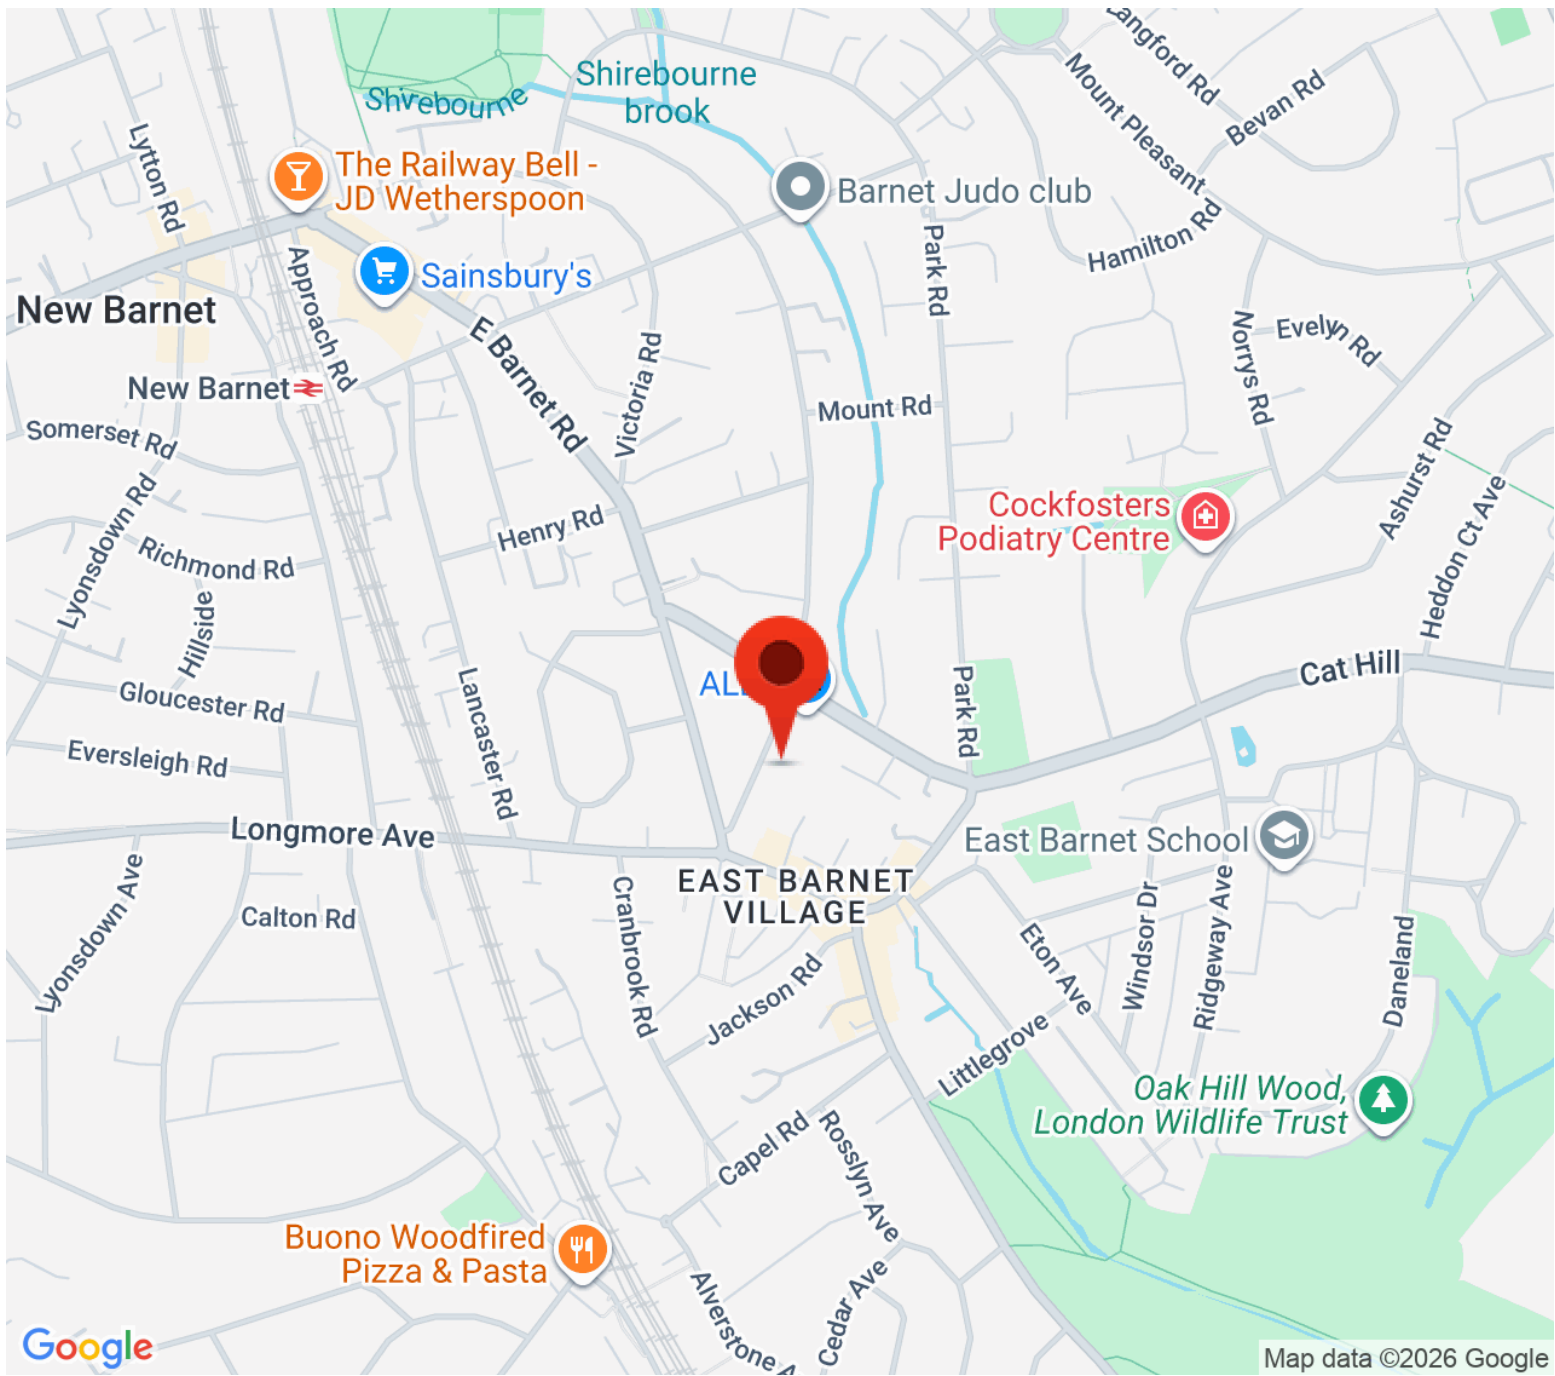 Langford Rd
Bevan Rd
Mount Pleasant
Shirebourne
brook
Shirebourne
Lytton Rd
The Railway Bell -
JD Wetherspoon
Barnet Judo club
Park Rd
Hamilton Rd
Approach Rd
Sainsbury's
New Barnet
E Barnet Rd
Victoria Rd
Norrys Rd
Evelyn Rd
New Barnet
Mount Rd
Somerset Rd
Ashurst Rd
Lyonsdown Rd
Henry Rd
Cockfosters
Podiatry Centre
Heddon Ct Ave
Richmond Rd
Hillside
Cat Hill
Gloucester Rd
Lancaster Rd
Park Rd
Eversleigh Rd
Longmore Ave
East Barnet School
EAST BARNET
VILLAGE
Lyonsdown Ave
Calton Rd
Cranbrook Rd
Jackson Rd
Eton Ave
Windsor Dr
Ridgeway Ave
Daneland
Littlegrove
Oak Hill Wood,
London Wildlife Trust
Capel Rd
Rosslyn Ave
Buono Woodfired
Pizza & Pasta
Alverstone
Cedar Ave
Google
Map data ©2026 Google